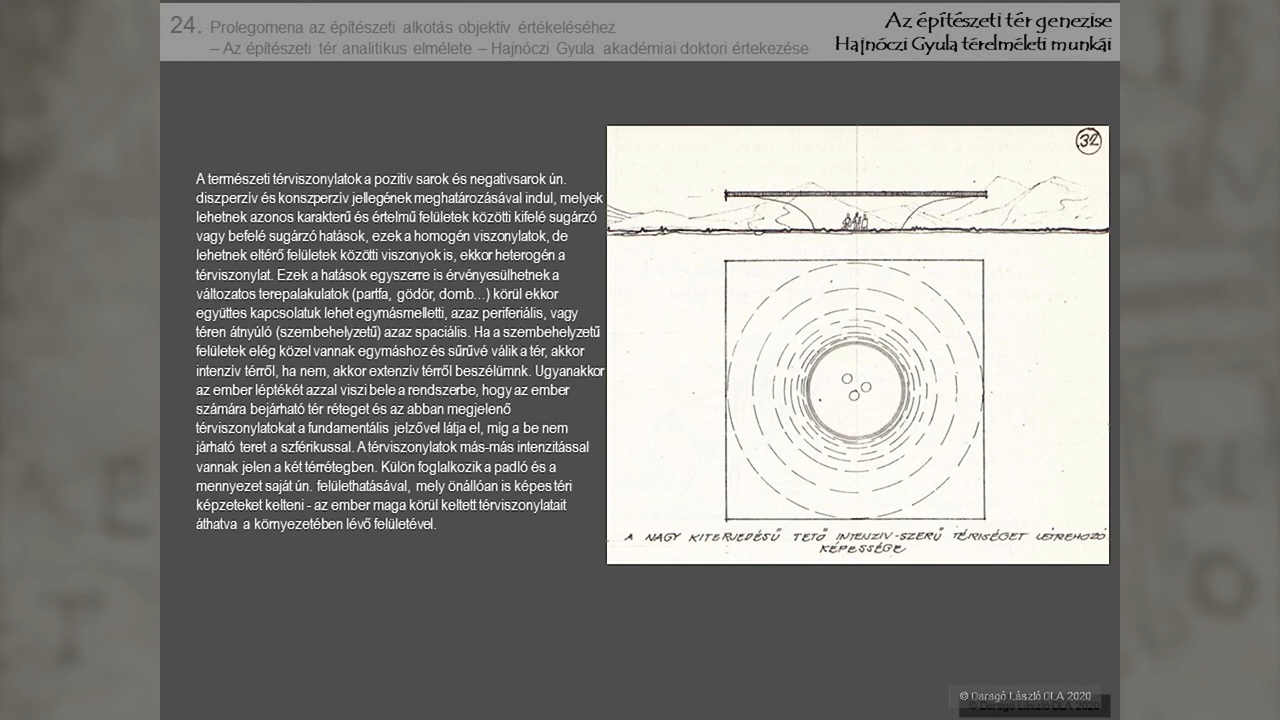 24. Prolegomena az építészeti alkotás objektív értékeléséhez
– Az építészeti tér analitikus elmélete – Hajnóczi Gyula akadémiai doktori értekezése
Az építészeti tér genezise
Hajnóczi Gyula térelméleti munkái
A természeti térviszonylatok a pozitív sarok és negatívsarok ún.
diszperzív és konszperzív jellegének meghatározásával indul, melyek
lehetnek azonos karakterű és értelmű felületek közötti kifelé sugárzó
vagy befelé sugárzó hatások, ezek a homogén viszonylatok, de
lehetnek eltérő felületek közötti viszonyok is, ekkor heterogén a
térviszonylat. Ezek a hatások egyszerre is érvényesülhetnek a
változatos terepalakulatok (partfa, gödör, domb...) körül ekkor
együttes kapcsolatuk lehet egymásmelletti, azaz periferiális, vagy
téren átnyúló (szembehelyzetű) azaz spaciális. Ha a szembehelyzetű
felületek elég közel vannak egymáshoz és sűrűvé válik a tér, akkor
intenzív térről, ha nem, akkor extenzív térről beszélümnk. Ugyanakkor
az ember léptékét azzal viszi bele a rendszerbe, hogy az ember
számára bejárható tér réteget és az abban megjelenő
térviszonylatokat a fundamentális jelzővel látja el, míg a be nem
járható teret a szférikussal. A térviszonylatok más-más intenzitással
vannak jelen a két térrétegben. Külön foglalkozik a padló és a
mennyezet saját ún. felülethatásával, mely önállóan is képes téri
képzeteket kelteni - az ember maga körül keltett térviszonylatait
áthatva a környezetében lévő felületével.
32
A NAGY KITERJEDÉSŰ TETŐ INTENZIV-SZERŰ TÉRISÉGET LÉTREHOZÓ
KÉPESSÉGE
© Daragó László DLA 2020